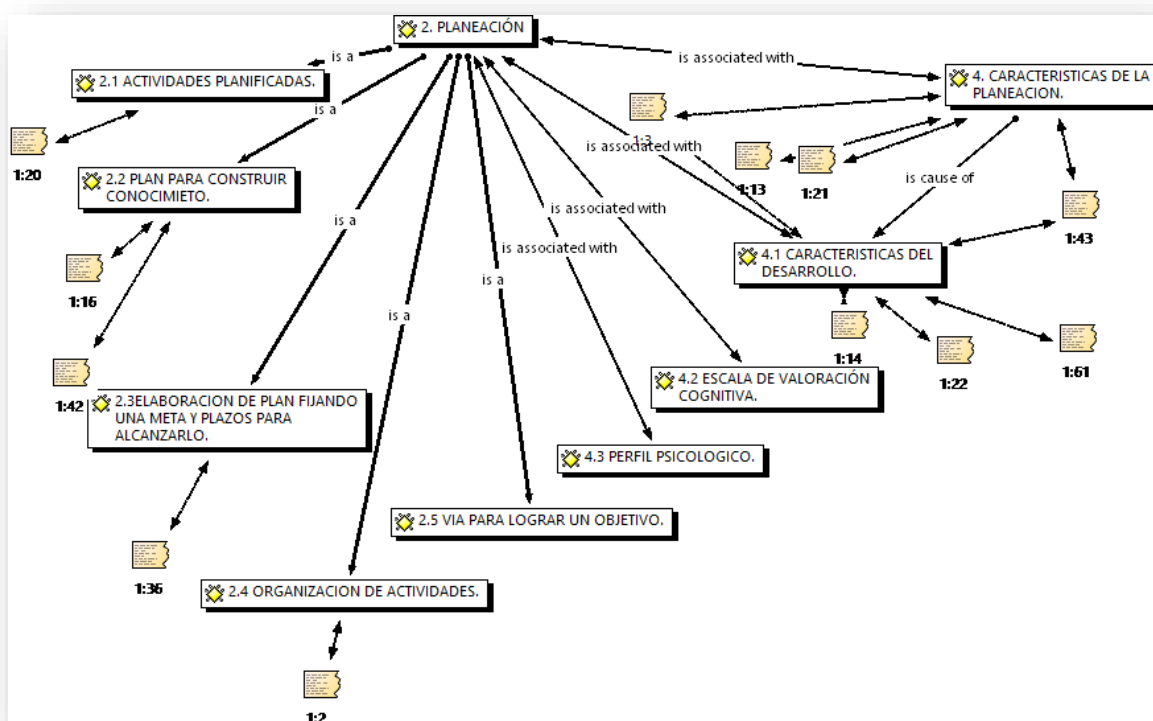 2. PLANEACIÓN
is associated with
is a
4. CARACTERISTICAS DE LA
PLANEACION.
2.1 ACTIVIDADES PLANIFICADAS.
is a
1:3
is associated with
1:20
1:13
1:21
2.2 PLAN PARA CONSTRUIR
CONOCIMIETO.
is cause of
is a
is associated with
1:43
is associated with
4.1 CARACTERISTICAS DEL
DESARROLLO.
is a
1:16
is a
1:14
1:22
1:61
4.2 ESCALA DE VALORACIÓN
COGNITIVA.
1:42
2.3ELABORACION DE PLAN FIJANDO
UNA META Y PLAZOS PARA
ALCANZARLO.
4.3 PERFIL PSICOLOGICO.
2.5 VIA PARA LOGRAR UN OBJETIVO.
1:36
2.4 ORGANIZACION DE ACTIVIDADES.
1:2